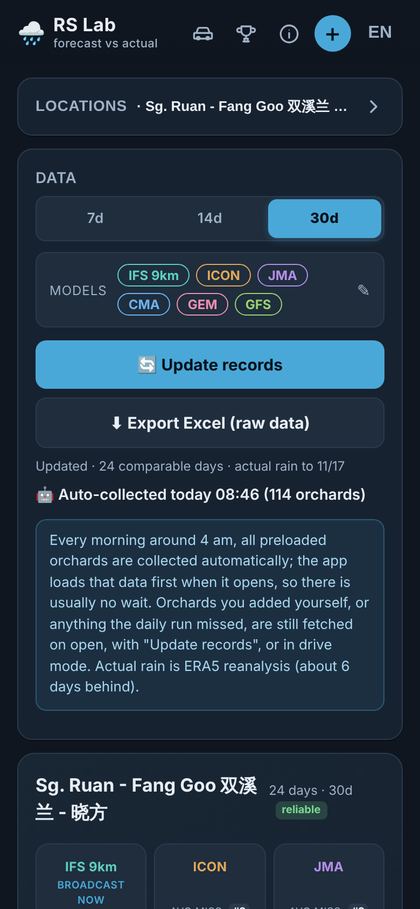 RS Lab
forecast vs actual
EN
LOCATIONS · Sg. Ruan - Fang Goo 双溪兰 ...
DATA
7d 14d 30d
MODELS IFS 9km ICON JMA
CMA GEM GFS
Update records
Export Excel (raw data)
Updated · 24 comparable days · actual rain to 11/17
Auto-collected today 08:46 (114 orchards)
Every morning around 4 am, all preloaded
orchards are collected automatically; the app
loads that data first when it opens, so there is
usually no wait. Orchards you added yourself, or
anything the daily run missed, are still fetched
on open, with "Update records", or in drive
mode. Actual rain is ERA5 reanalysis (about 6
days behind).
Sg. Ruan - Fang Goo 双溪
兰 - 晓方
24 days · 30d
reliable
IFS 9km ICON JMA
BROADCAST
NOW